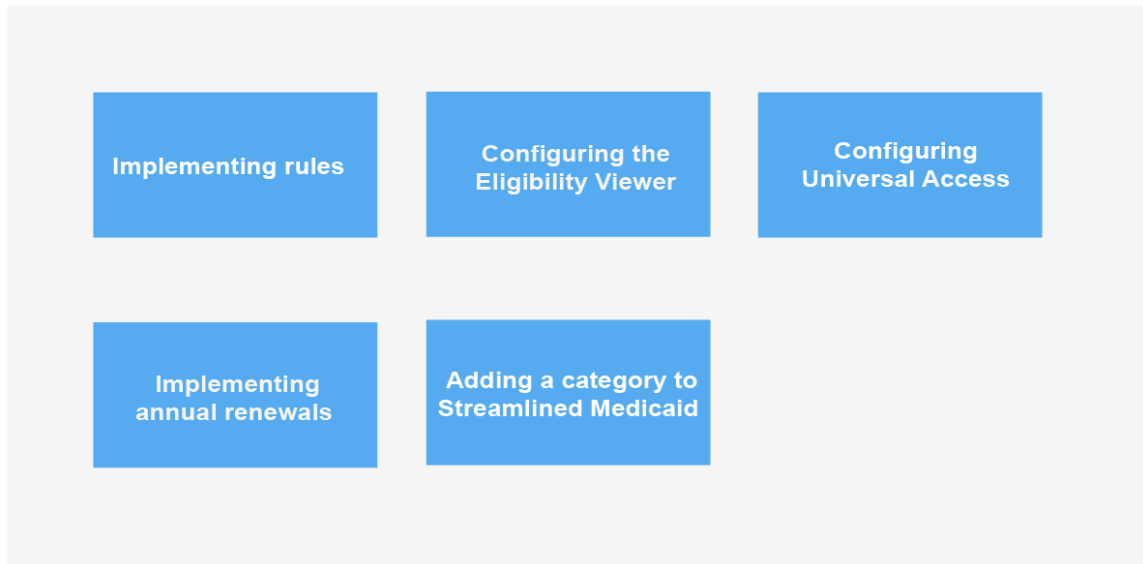 Implementing rules
Configuring the
Eligibility Viewer
Configuring
Universal Access
Implementing
annual renewals
Adding a category to
Streamlined Medicaid